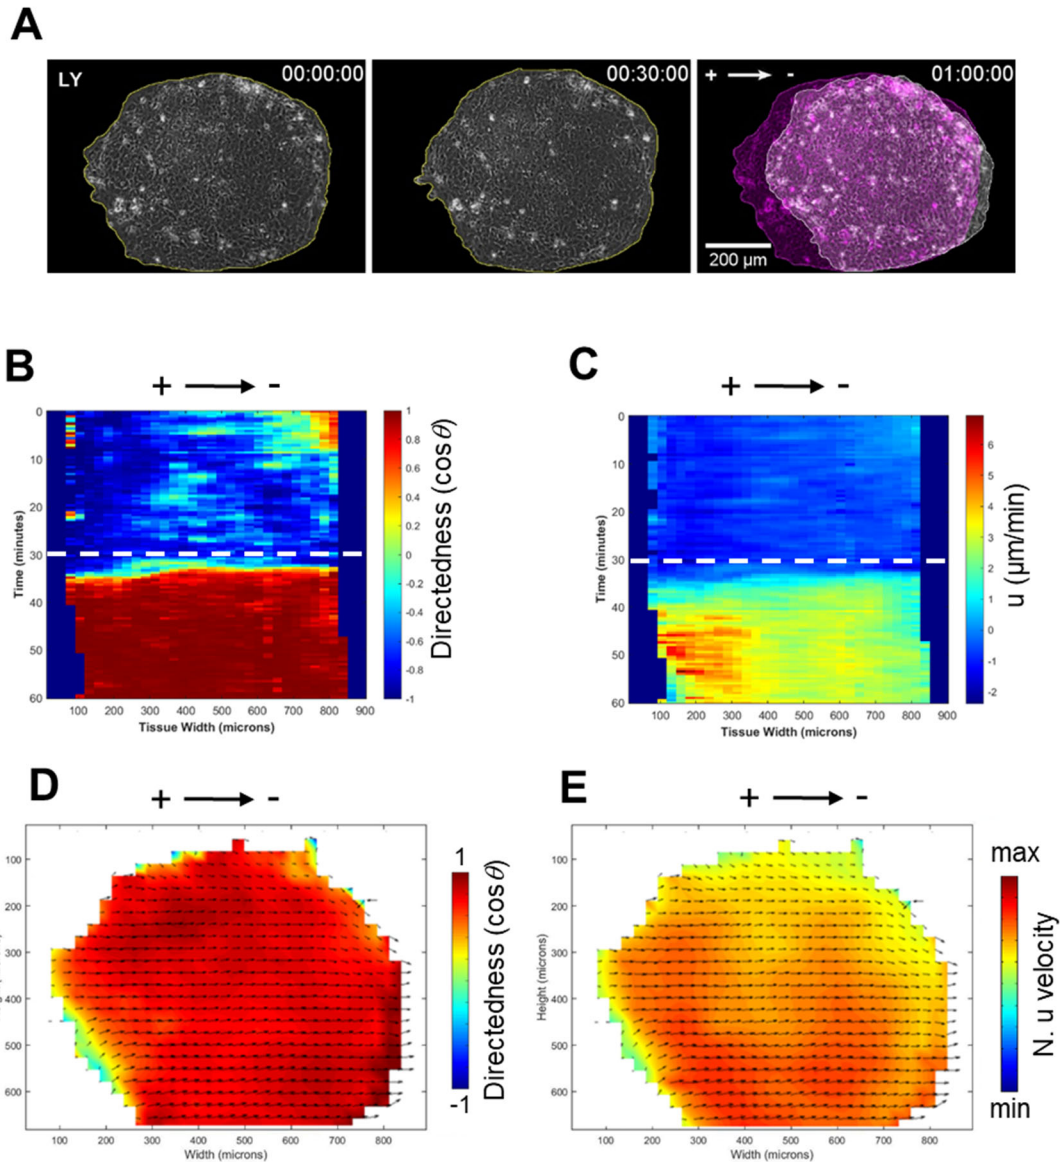 A
LY
00:00:00
00:30:00
+ → -
01:00:00
200 µm
B
+ → -
0
10
20
30
40
50
60
Time (minutes)
100 200 300 400 500 600 700 800 900
Tissue Width (microns)
1
0.8
0.6
0.4
0.2
0
-0.2
-0.4
-0.6
-0.8
-1
Directedness (cosθ)
C
+ → -
0
10
20
30
40
50
60
Time (minutes)
100 200 300 400 500 600 700 800 900
Tissue Width (microns)
6
5
4
3
2
1
0
-1
-2
u (µm/min)
D
+ → -
100
200
300
400
500
600
100 200 300 400 500 600 700 800
Width (microns)
1
-1
Directedness (cosθ)
E
+ → -
100
200
300
400
500
600
Height (microns)
100 200 300 400 500 600 700 800
Width (microns)
max
min
N. u velocity